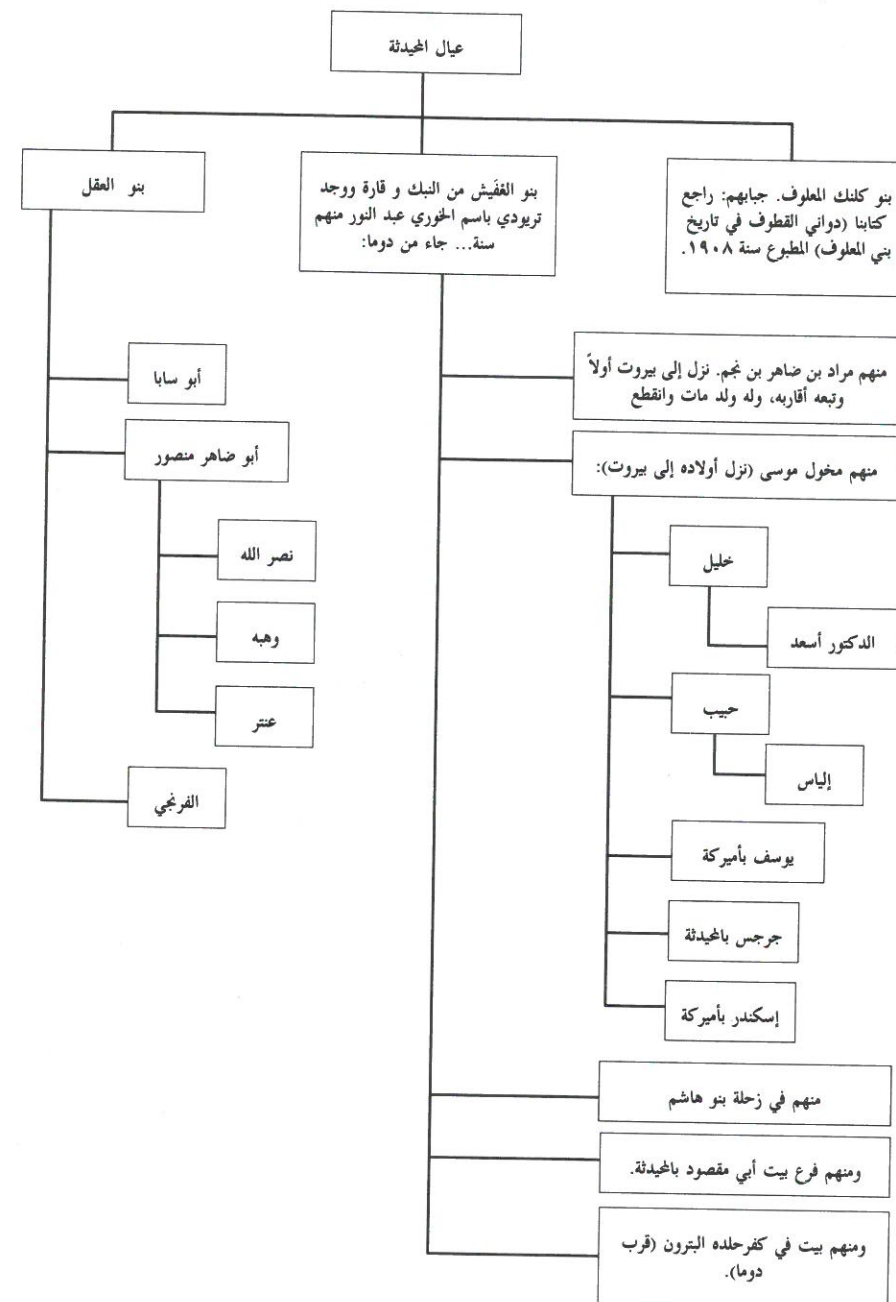 عيال المحيدثة
بنو كلنك المعلوف. جبابهم: راجع
كتابنا (دواني القطوف في تاريخ
بني المعلوف) المطبوع سنة ١٩٠٨.
بنو الغفَيش من النبك و قارة ووجد
تريودي باسم الخوري عبد النور منهم
سنة... جاء من دوما:
منهم مراد بن ضاهر بن نجم. نزل إلى بيروت أولاً
وتبعه أقاربه، وله ولد مات وانقطع
منهم مخول موسى (نزل أولاده إلى بيروت):
خليل
الدكتور أسعد
حبيب
إلياس
يوسف بأميركة
جرجس بالمحيدثة
إسكندر بأميركة
منهم في زحلة بنو هاشم
ومنهم فرع بيت أبي مقصود بالمحيدثة.
ومنهم بيت في كفرحلده البترون (قرب
دوما).
بنو العقل
أبو سابا
أبو ضاهر منصور
نصر الله
وهبه
عنتر
الفرنجي